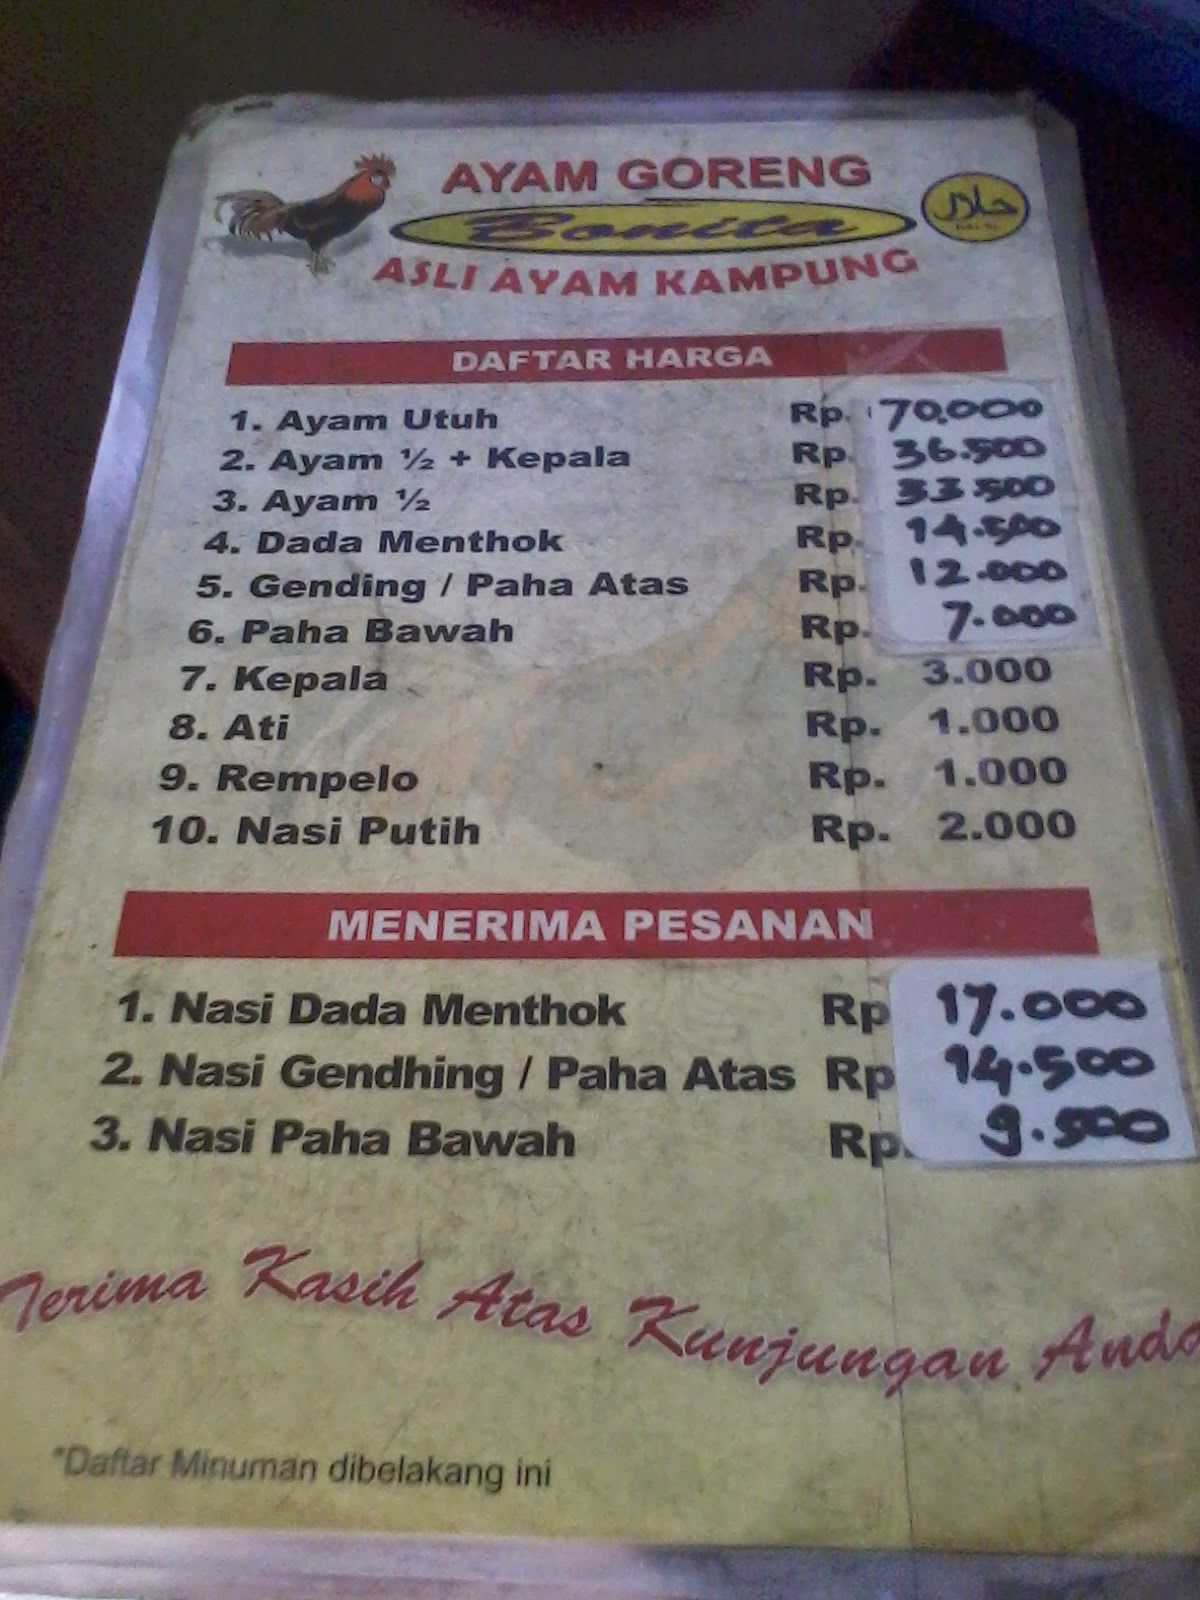 AYAM GORENG
Bonita
حلال
HALAL
ASLI AYAM KAMPUNG
DAFTAR HARGA
1. Ayam Utuh Rp. 70.000
2. Ayam ½ + Kepala Rp. 36.500
3. Ayam ½ Rp. 33.500
4. Dada Menthok Rp. 14.500
5. Gending / Paha Atas Rp. 12.000
6. Paha Bawah Rp. 7.000
7. Kepala Rp. 3.000
8. Ati Rp. 1.000
9. Rempelo Rp. 1.000
10. Nasi Putih Rp. 2.000
MENERIMA PESANAN
1. Nasi Dada Menthok Rp 17.000
2. Nasi Gendhing / Paha Atas Rp 14.500
3. Nasi Paha Bawah Rp. 9.500
Terima Kasih Atas Kunjungan Anda
*Daftar Minuman dibelakang ini